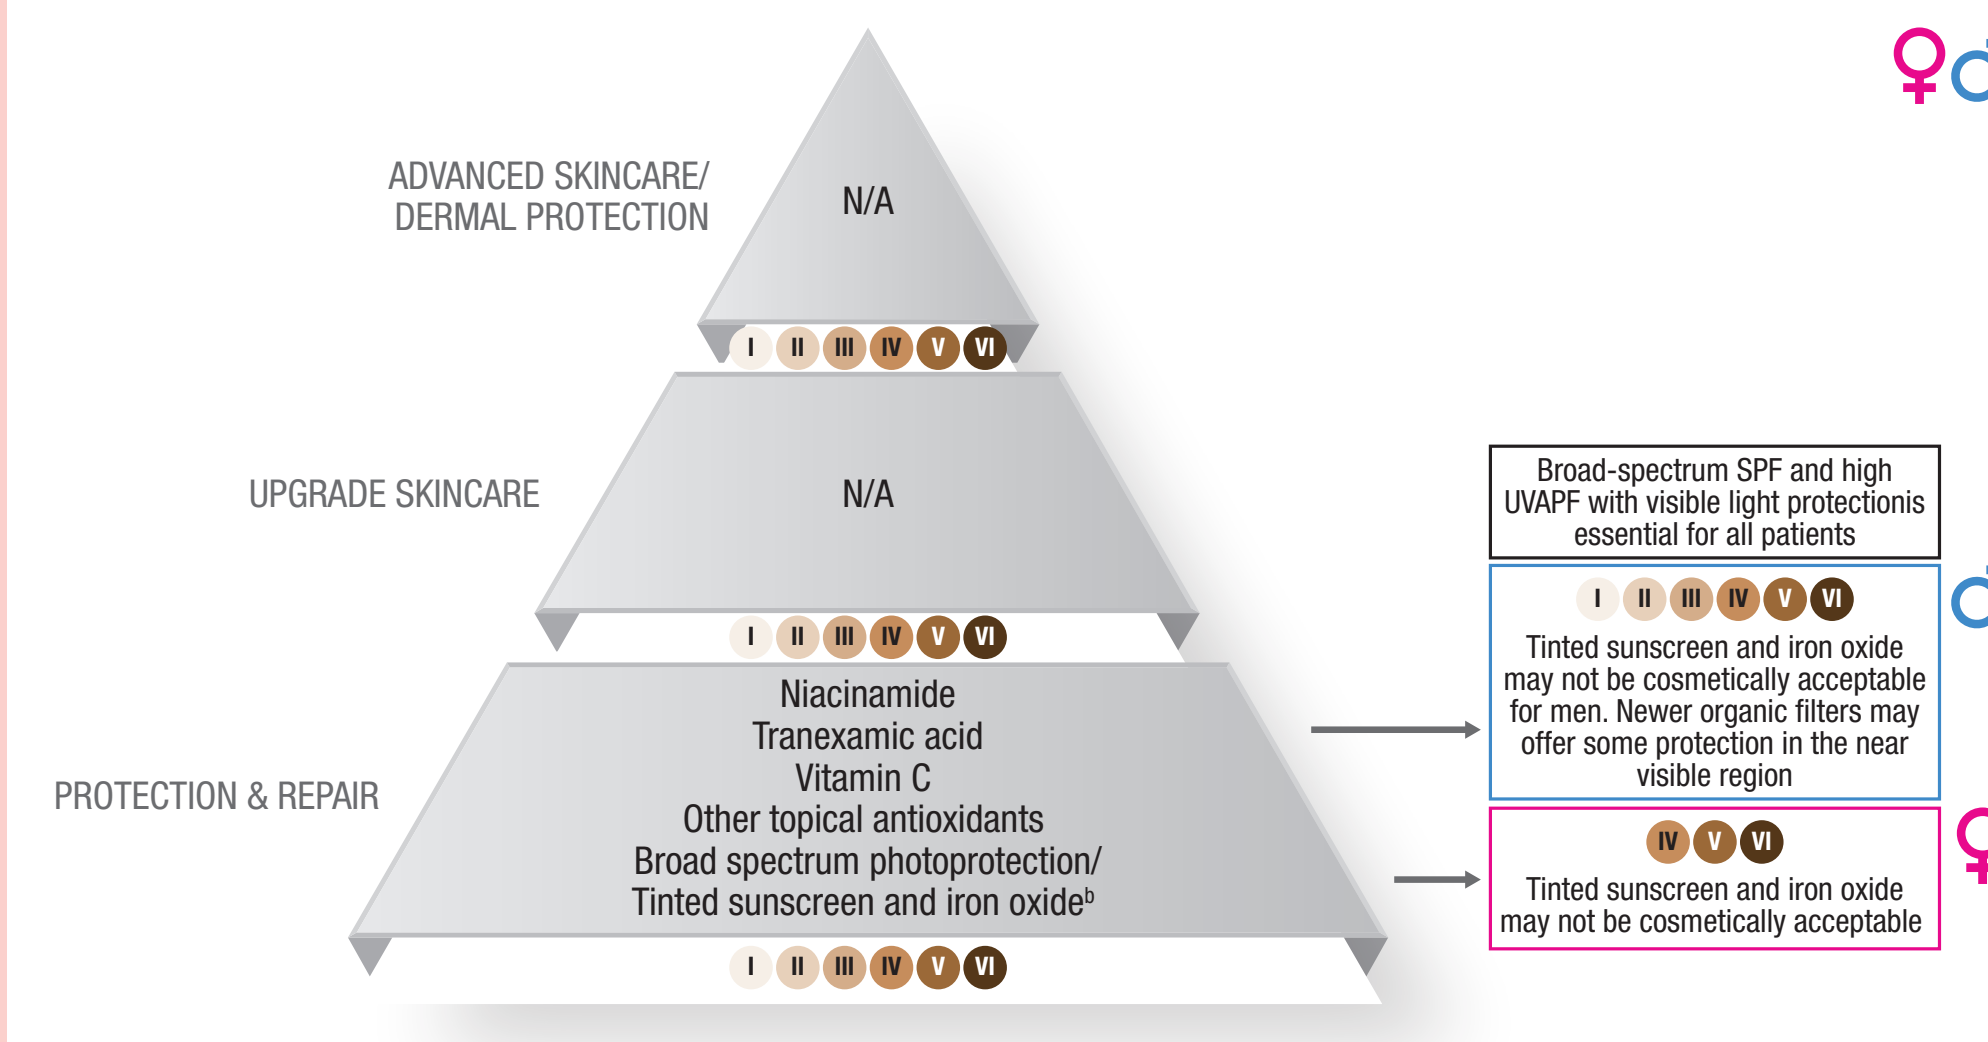 ADVANCED SKINCARE/
DERMAL PROTECTION
N/A
I II III IV V VI
UPGRADE SKINCARE
N/A
I II III IV V VI
PROTECTION & REPAIR
Niacinamide
Tranexamic acid
Vitamin C
Other topical antioxidants
Broad spectrum photoprotection/
Tinted sunscreen and iron oxideᵇ
I II III IV V VI
Broad-spectrum SPF and high
UVAPF with visible light protectionis
essential for all patients
I II III IV V VI
Tinted sunscreen and iron oxide
may not be cosmetically acceptable
for men. Newer organic filters may
offer some protection in the near
visible region
IV V VI
Tinted sunscreen and iron oxide
may not be cosmetically acceptable